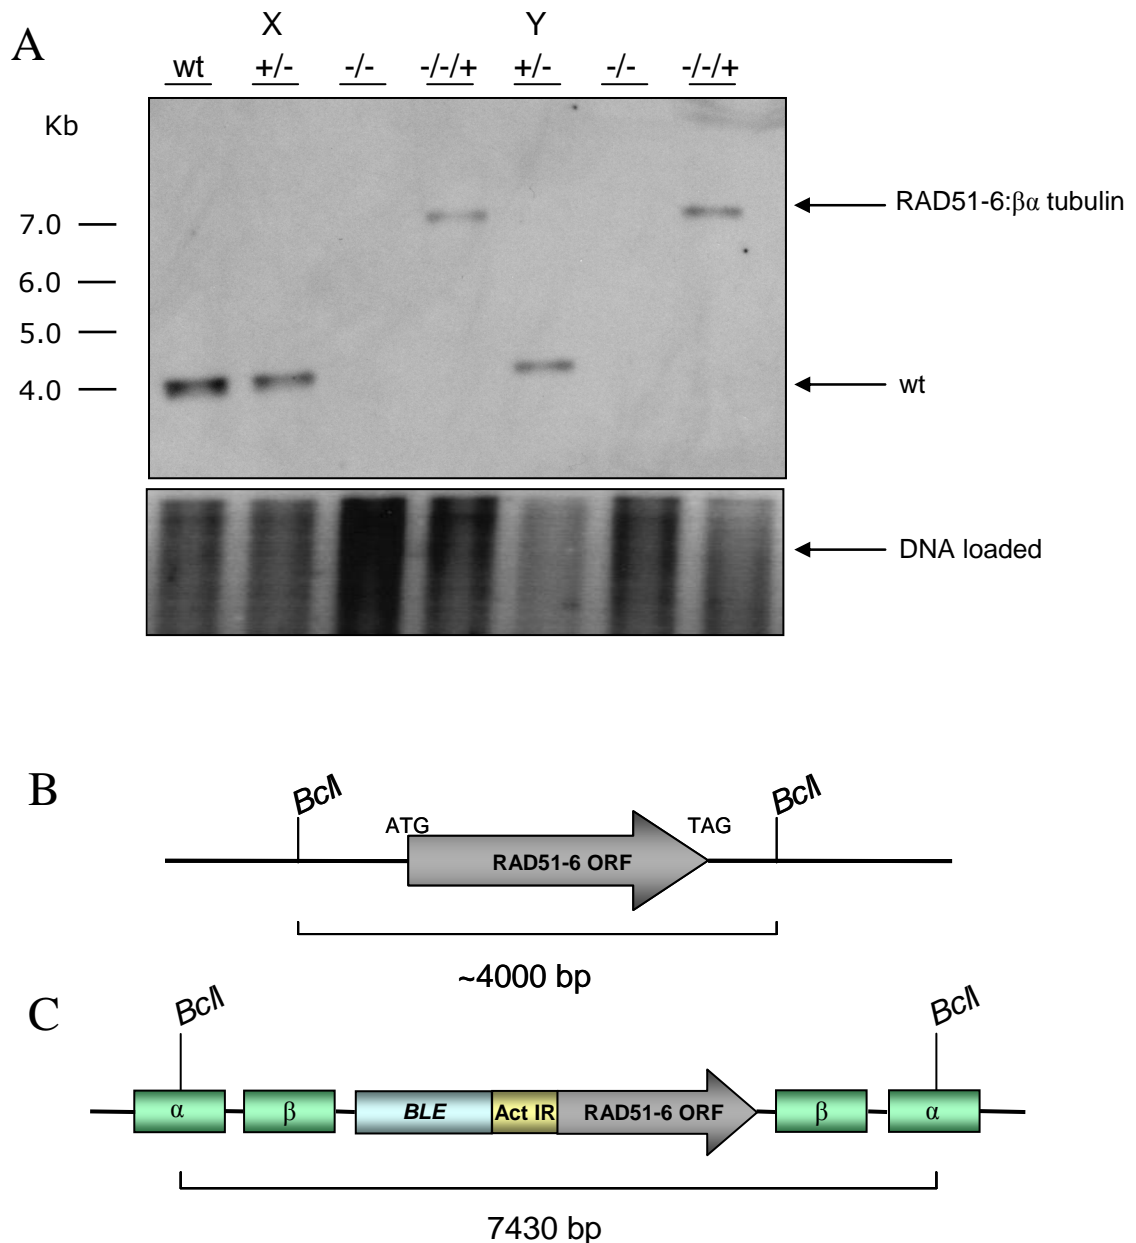 A
X Y
wt +/- -/- -/-/+ +/- -/- -/-/+
Kb
RAD51-6:βα tubulin
7.0
6.0
5.0
4.0
wt
DNA loaded
B
BclI BclI
ATG TAG
RAD51-6 ORF
~4000 bp
C
BclI BclI
α β BLE Act IR RAD51-6 ORF β α
7430 bp